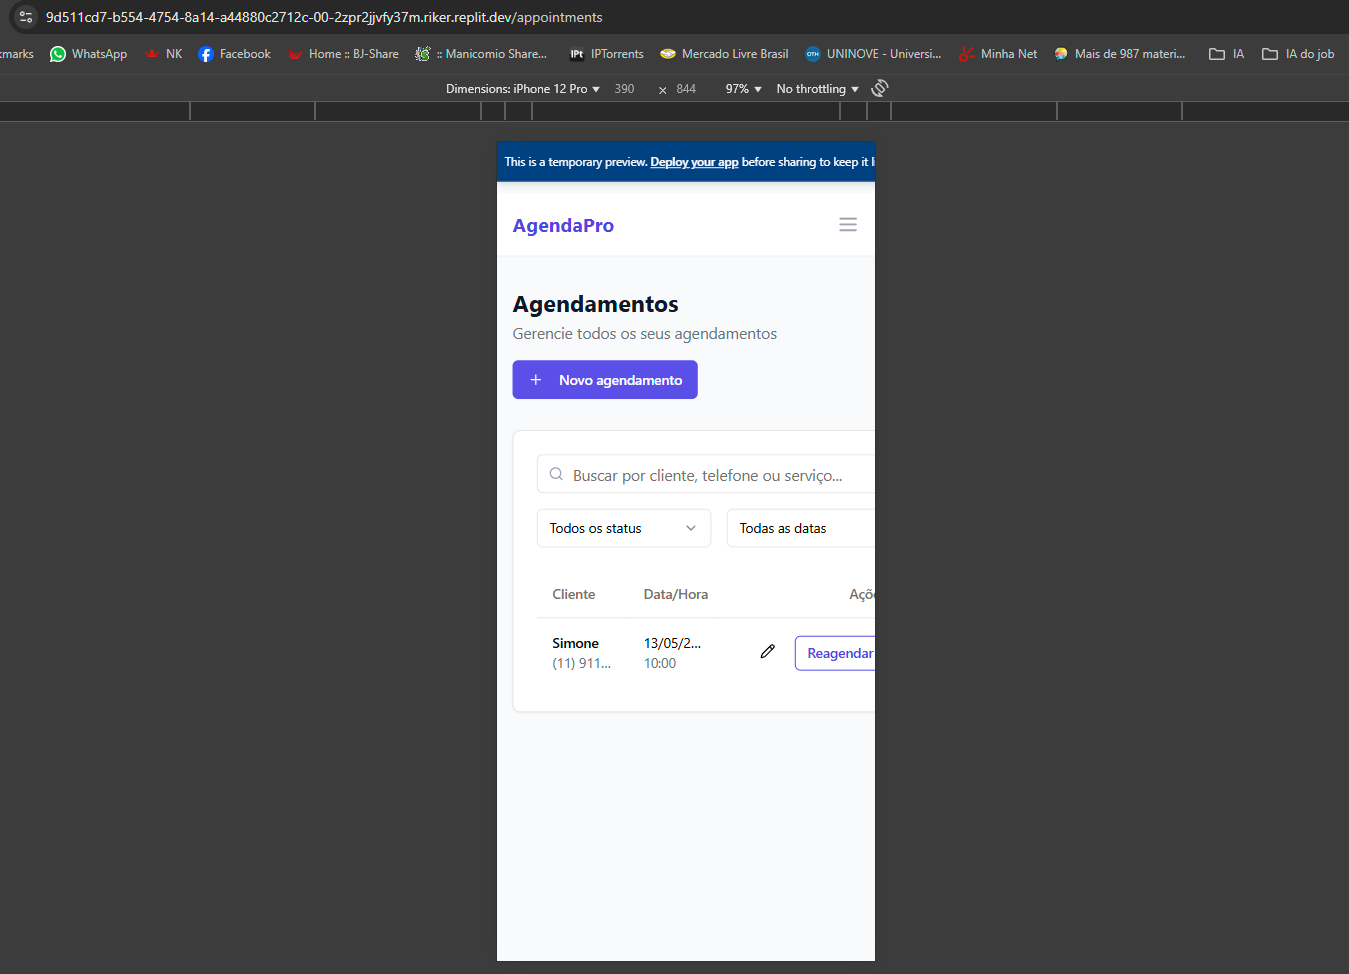 9d511cd7-b554-4754-8a14-a44880c2712c-00-2zpr2jjvfy37m.riker.replit.dev/appointments
kmarks WhatsApp NK Facebook Home :: BJ-Share :: Manicomio Share... IPT IPTorrents Mercado Livre Brasil UNINOVE - Universi... Minha Net Mais de 987 materi... IA IA do job
Dimensions: iPhone 12 Pro 390 x 844 97% No throttling
This is a temporary preview. Deploy your app before sharing to keep it li
AgendaPro
Agendamentos
Gerencie todos os seus agendamentos
+ Novo agendamento
Buscar por cliente, telefone ou serviço...
Todos os status Todas as datas
Cliente Data/Hora Açõe
Simone 13/05/2... Reagendar
(11) 911... 10:00